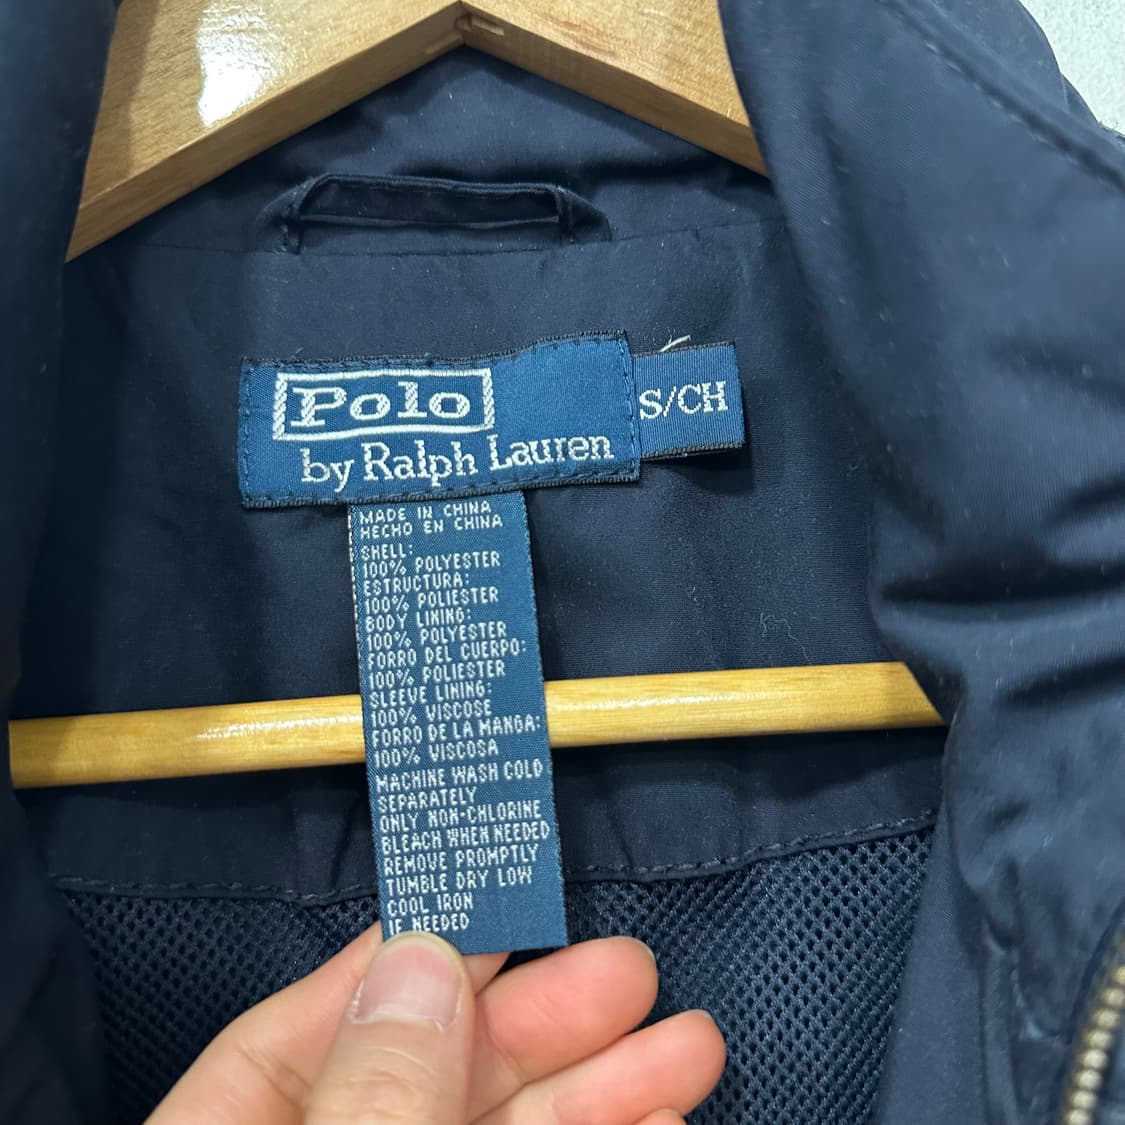 Polo
by Ralph Lauren
S/CH
MADE IN CHINA
HECHO EN CHINA
SHELL:
100% POLYESTER
ESTRUCTURA:
100% POLIESTER
BODY LINING:
100% POLYESTER
FORRO DEL CUERPO:
100% POLIESTER
SLEEVE LINING:
100% VISCOSE
FORRO DE LA MANGA:
100% VISCOSA
MACHINE WASH COLD
SEPARATELY
ONLY NON-CHLORINE
BLEACH WHEN NEEDED
REMOVE PROMPTLY
TUMBLE DRY LOW
COOL IRON
IF NEEDED